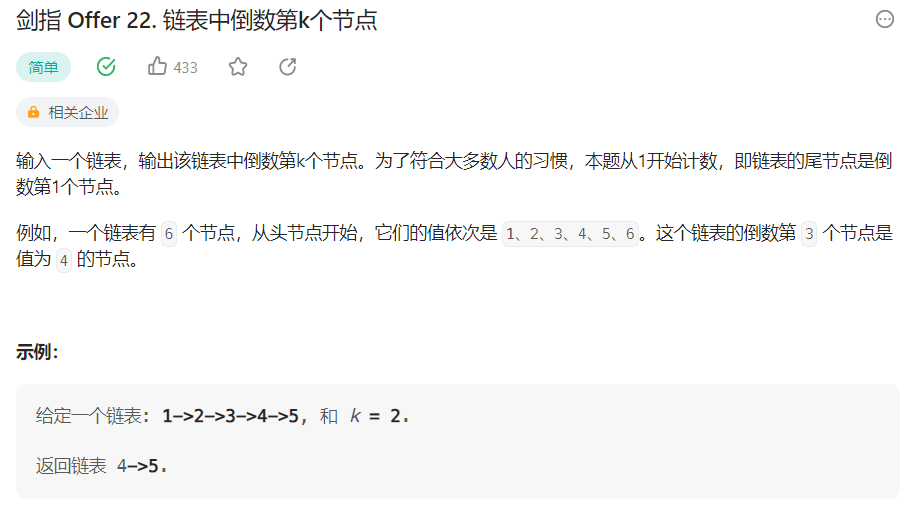 剑指 Offer 22. 链表中倒数第k个节点
简单 433
相关企业
输入一个链表，输出该链表中倒数第k个节点。为了符合大多数人的习惯，本题从1开始计数，即链表的尾节点是倒
数第1个节点。
例如，一个链表有 6 个节点，从头节点开始，它们的值依次是 1、2、3、4、5、6。这个链表的倒数第 3 个节点是
值为 4 的节点。
示例：
给定一个链表: 1->2->3->4->5, 和 k = 2.
返回链表 4->5.